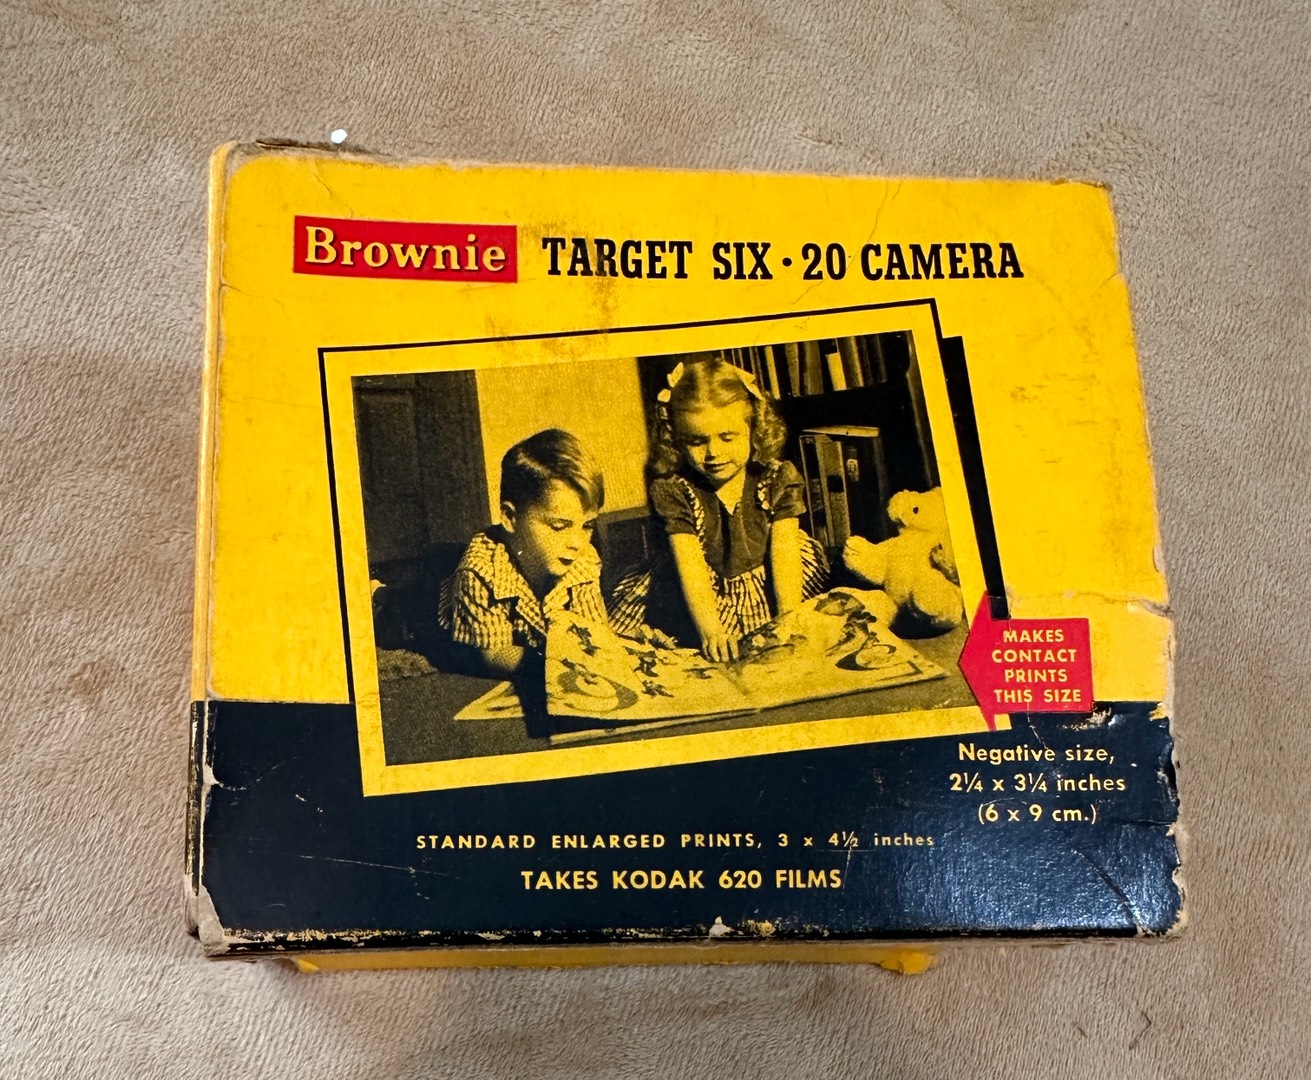 Brownie TARGET SIX·20 CAMERA
MAKES
CONTACT
PRINTS
THIS SIZE
Negative size,
2¼ x 3¼ inches
(6 x 9 cm.)
STANDARD ENLARGED PRINTS, 3 x 4½ inches
TAKES KODAK 620 FILMS